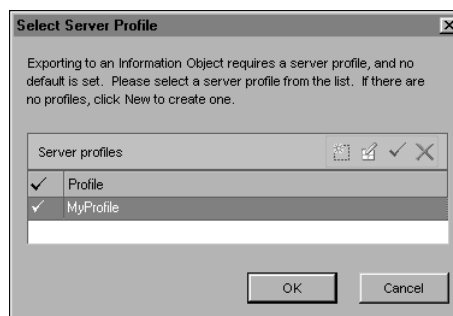 Select Server Profile
Exporting to an Information Object requires a server profile, and no
default is set. Please select a server profile from the list. If there are
no profiles, click New to create one.
Server profiles
Profile
MyProfile
OK
Cancel